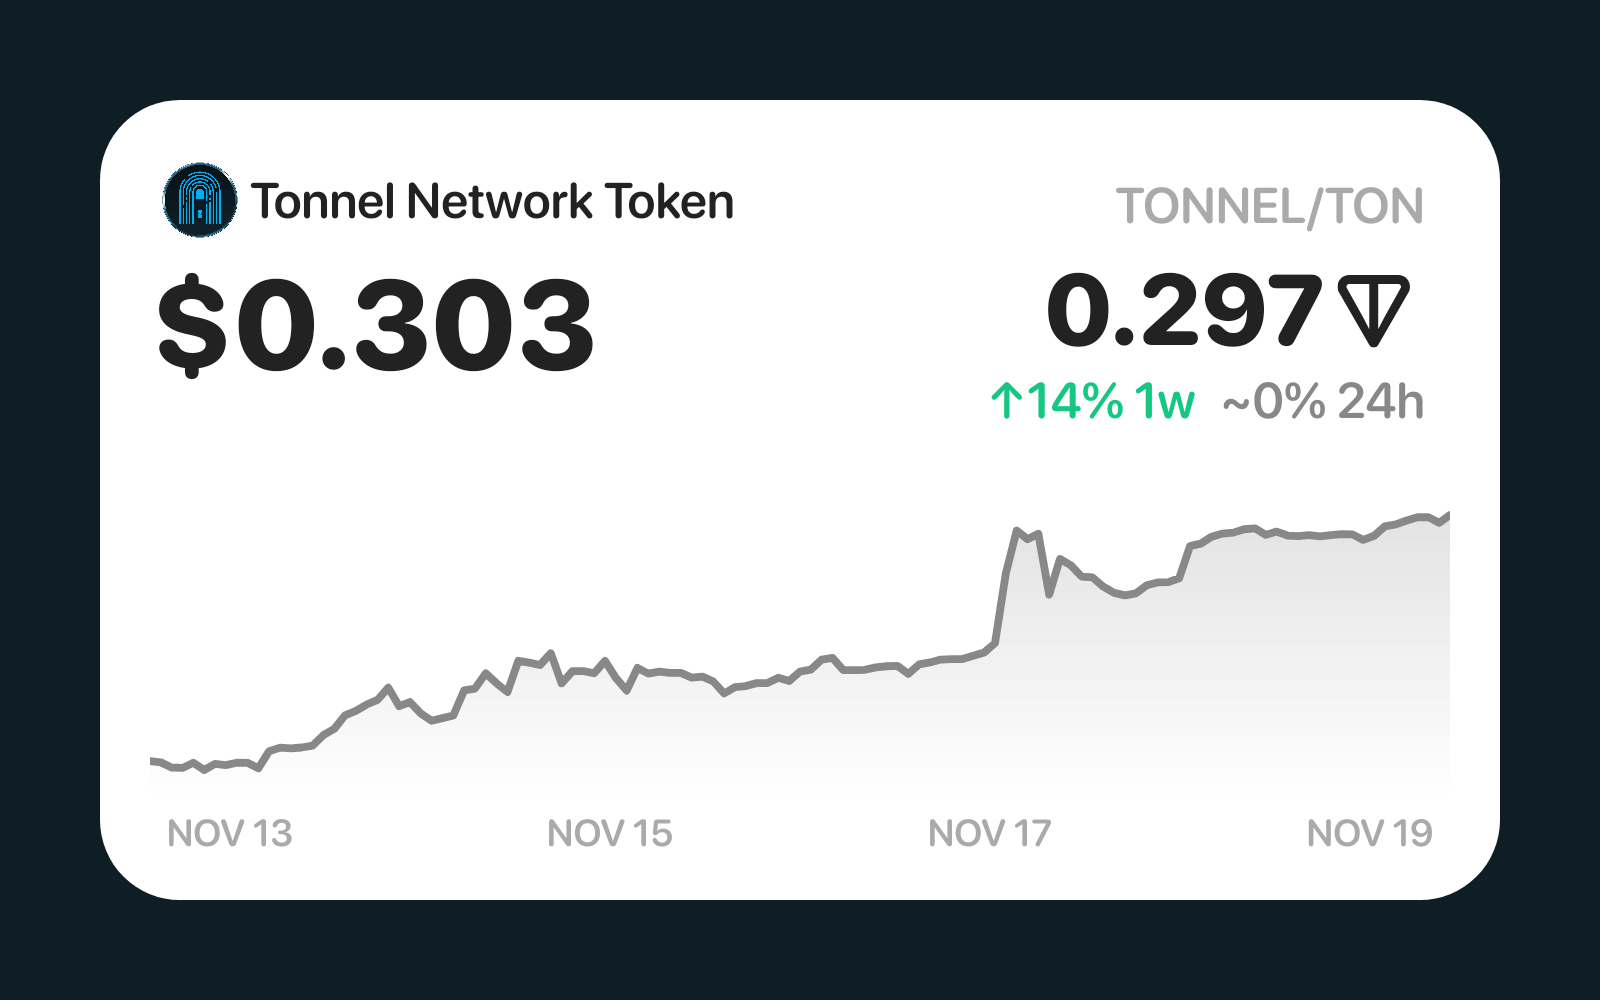 Tonnel Network Token
TONNEL/TON
$0.303
0.297
↑14% 1w ~0% 24h
NOV 13
NOV 15
NOV 17
NOV 19